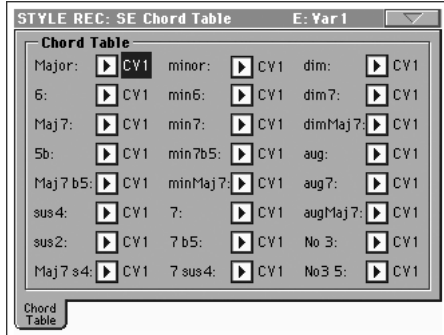 STYLE REC: SE Chord Table E: Var1
Chord Table
Major: CV1 minor: CV1 dim: CV1
6: CV1 min6: CV1 dim7: CV1
Maj7: CV1 min7: CV1 dimMaj7: CV1
5b: CV1 min7b5: CV1 aug: CV1
Maj7b5: CV1 minMaj7: CV1 aug7: CV1
sus4: CV1 7: CV1 augMaj7: CV1
sus2: CV1 7b5: CV1 No 3: CV1
Maj7s4: CV1 7sus4: CV1 No3 5: CV1
Chord
Table